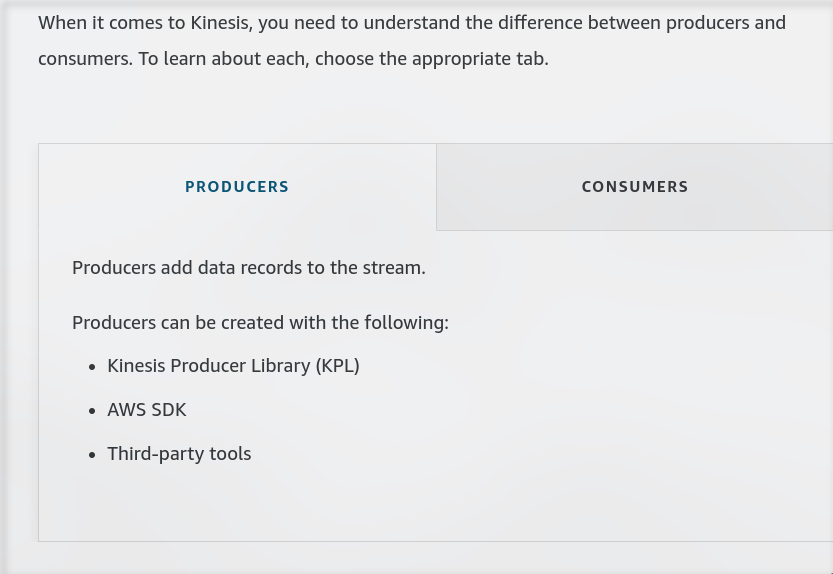 When it comes to Kinesis, you need to understand the difference between producers and
consumers. To learn about each, choose the appropriate tab.
PRODUCERS
CONSUMERS
Producers add data records to the stream.
Producers can be created with the following:
• Kinesis Producer Library (KPL)
• AWS SDK
• Third-party tools